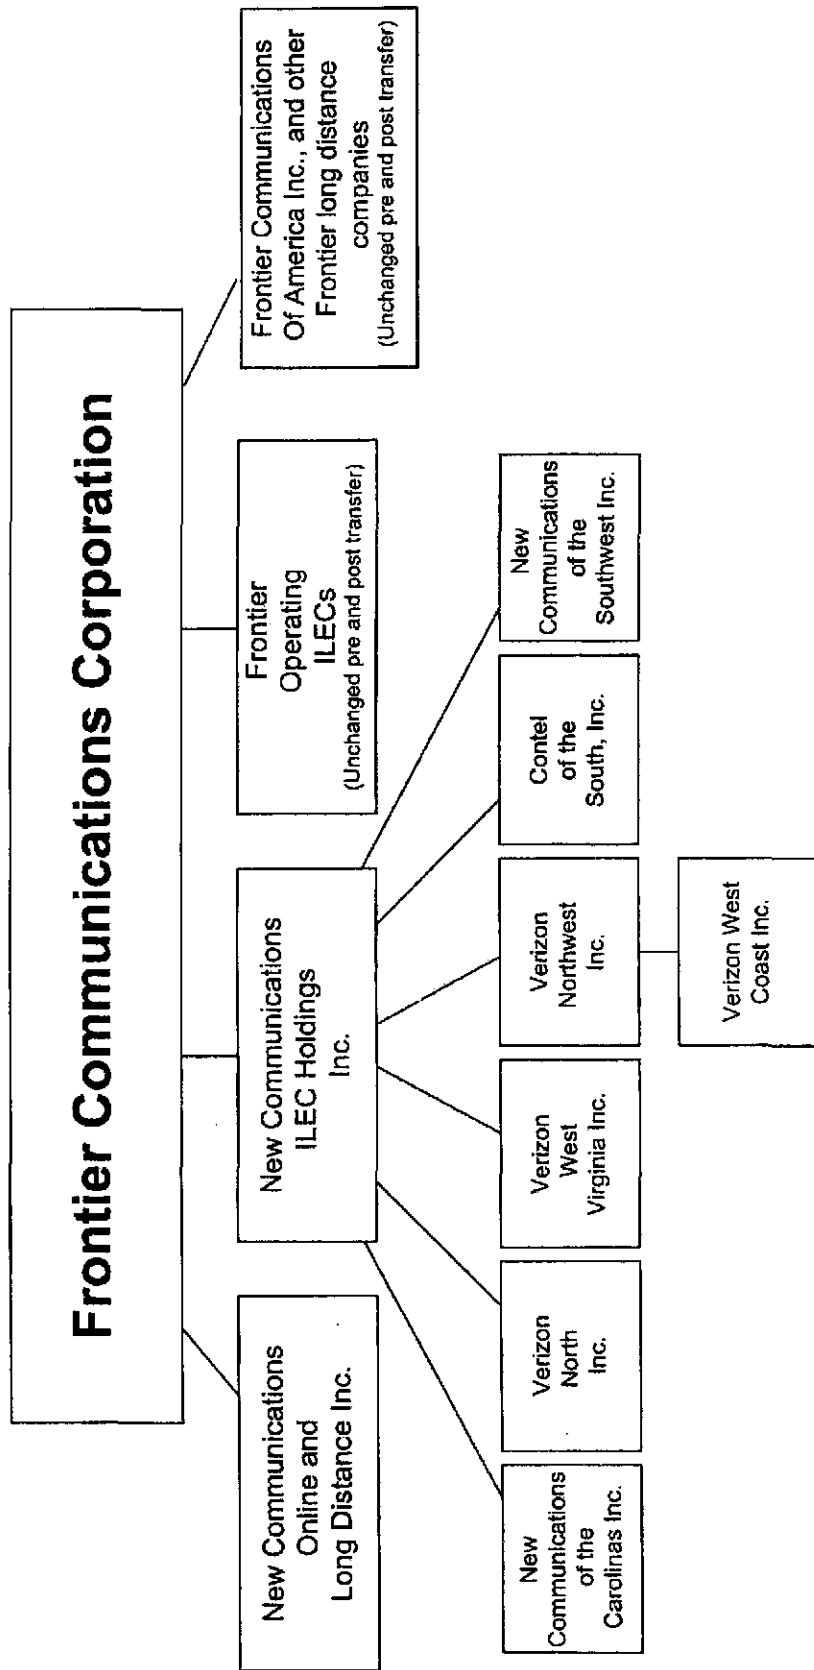 Frontier Communications Corporation
New Communications
Online and
Long Distance Inc.
New Communications
ILEC Holdings
Inc.
Frontier
Operating
ILECs
(Unchanged pre and post transfer)
Frontier Communications
Of America Inc., and other
Frontier long distance
companies
(Unchanged pre and post transfer)
New
Communications
of the
Carolinas Inc.
Verizon
North
Inc.
Verizon
West
Virginia Inc.
Verizon
Northwest
Inc.
Contel
of the
South, Inc.
New
Communications
of the
Southwest Inc.
Verizon West
Coast Inc.